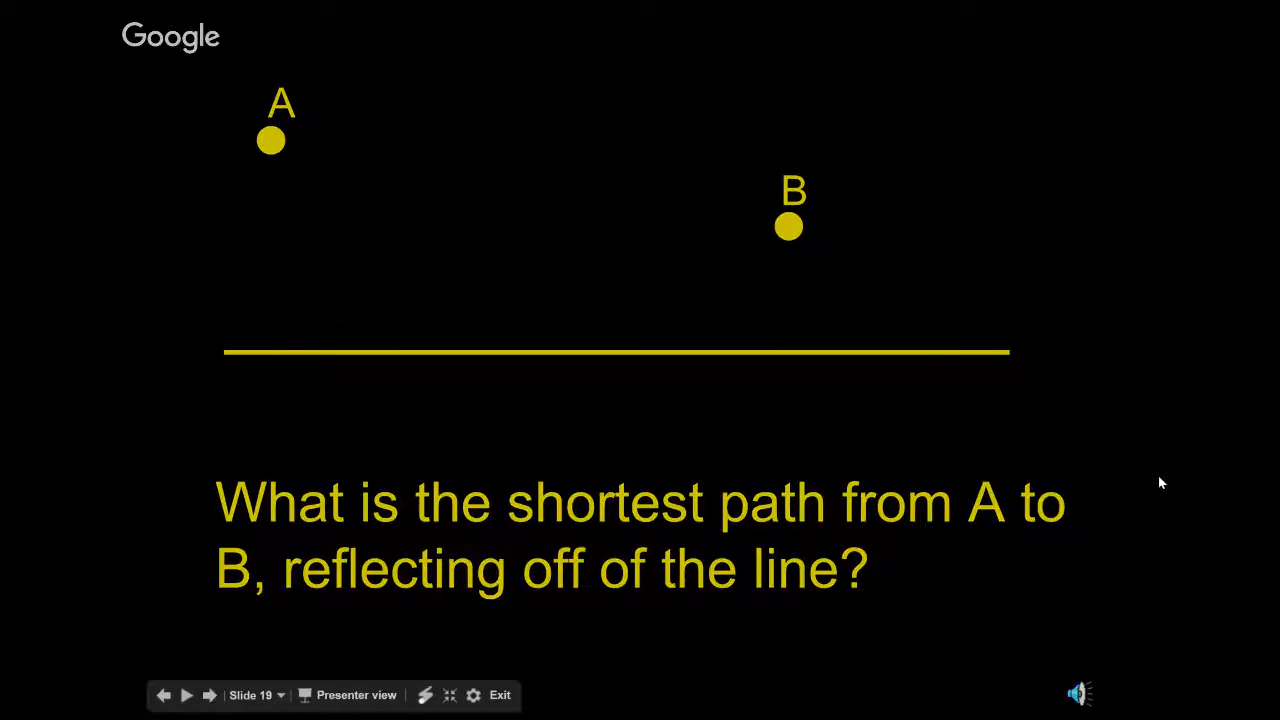 Google
A
B
What is the shortest path from A to
B, reflecting off of the line?
Slide 19 Presenter view Exit